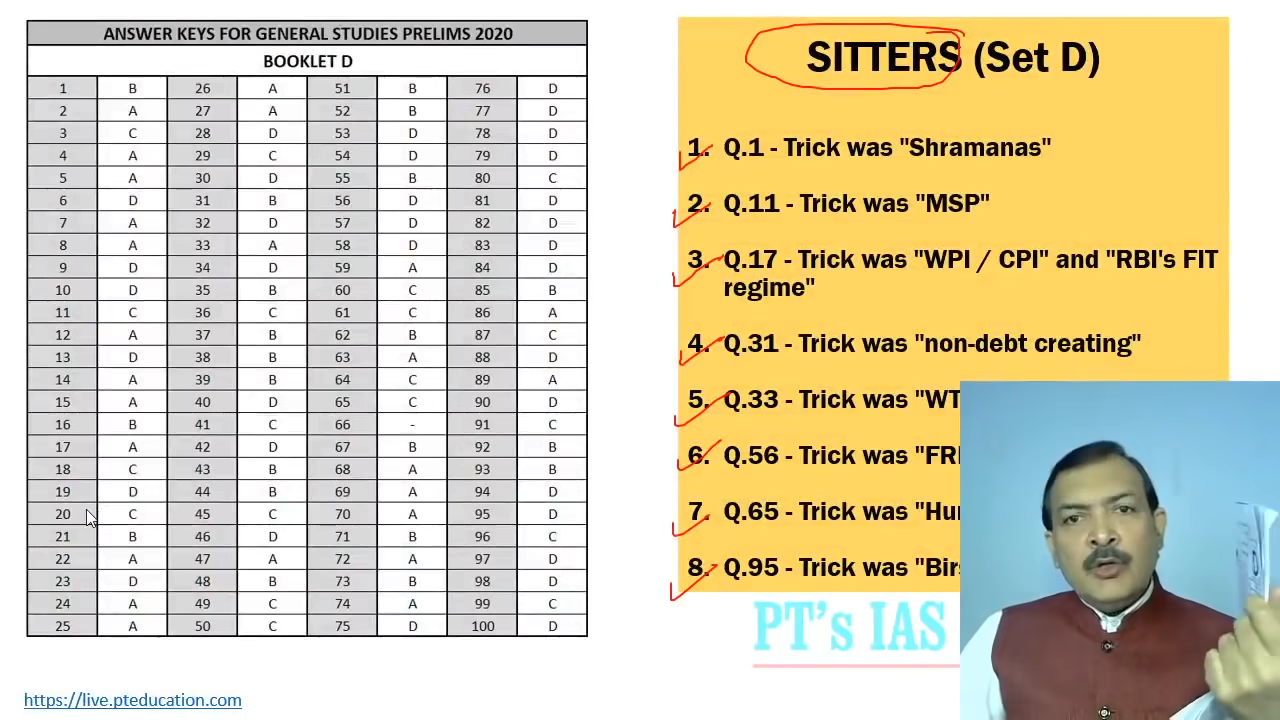 ANSWER KEYS FOR GENERAL STUDIES PRELIMS 2020
BOOKLET D
1 B 26 A 51 B 76 D
2 A 27 A 52 B 77 D
3 C 28 D 53 D 78 D
4 A 29 C 54 D 79 D
5 A 30 D 55 B 80 C
6 D 31 B 56 D 81 D
7 A 32 D 57 D 82 D
8 A 33 A 58 D 83 D
9 D 34 D 59 A 84 D
10 D 35 B 60 C 85 B
11 C 36 C 61 C 86 A
12 A 37 B 62 B 87 C
13 D 38 B 63 A 88 D
14 A 39 B 64 C 89 A
15 A 40 D 65 C 90 D
16 B 41 C 66 - 91 C
17 A 42 D 67 B 92 B
18 C 43 B 68 A 93 B
19 D 44 B 69 A 94 D
20 C 45 C 70 A 95 D
21 B 46 D 71 B 96 C
22 A 47 A 72 A 97 D
23 D 48 B 73 B 98 D
24 A 49 C 74 A 99 C
25 A 50 C 75 D 100 D
https://live.pteducation.com
SITTERS (Set D)
1. Q.1 - Trick was "Shramanas"
2. Q.11 - Trick was "MSP"
3. Q.17 - Trick was "WPI / CPI" and "RBI's FIT
regime"
4. Q.31 - Trick was "non-debt creating"
5. Q.33 - Trick was
6. Q.56 - Trick was
7. Q.65 - Trick was
8. Q.95 - Trick was
PT's IAS